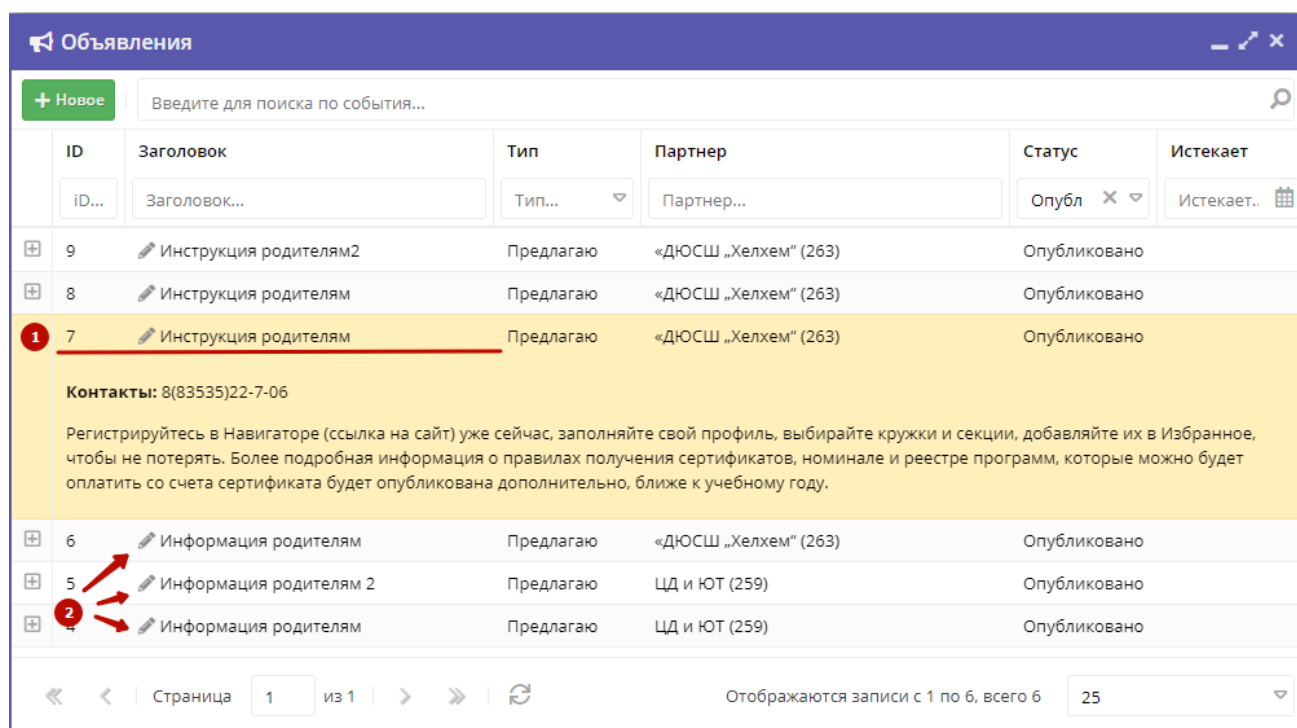 Объявления
+ Новое Введите для поиска по события...
ID Заголовок Тип Партнер Статус Истекает
iD... Заголовок... Тип... Партнер... Опубл Истекает..
9 Инструкция родителям2 Предлагаю «ДЮСШ „Хелхем“ (263) Опубликовано
8 Инструкция родителям Предлагаю «ДЮСШ „Хелхем“ (263) Опубликовано
1 7 Инструкция родителям Предлагаю «ДЮСШ „Хелхем“ (263) Опубликовано
Контакты: 8(83535)22-7-06
Регистрируйтесь в Навигаторе (ссылка на сайт) уже сейчас, заполняйте свой профиль, выбирайте кружки и секции, добавляйте их в Избранное,
чтобы не потерять. Более подробная информация о правилах получения сертификатов, номинале и реестре программ, которые можно будет
оплатить со счета сертификата будет опубликована дополнительно, ближе к учебному году.
6 Информация родителям Предлагаю «ДЮСШ „Хелхем“ (263) Опубликовано
5 Информация родителям 2 Предлагаю ЦД и ЮТ (259) Опубликовано
2
4 Информация родителям Предлагаю ЦД и ЮТ (259) Опубликовано
Страница 1 из 1 Отображаются записи с 1 по 6, всего 6 25